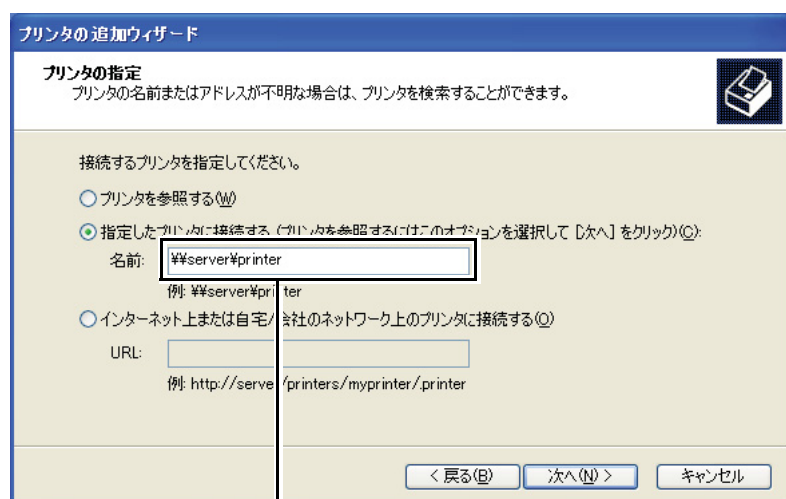 プリンタの追加ウィザード
プリンタの指定
プリンタの名前またはアドレスが不明な場合は、プリンタを検索することができます。
接続するプリンタを指定してください。
プリンタを参照する(W)
指定したプリンタに接続する (プリンタを参照するにはこのオプションを選択して [次へ] をクリック)(C):
名前: ¥¥server¥printer
例: ¥¥server¥printer
インターネット上または自宅/会社のネットワーク上のプリンタに接続する(O)
URL:
例: http://server/printers/myprinter/.printer
< 戻る(B) 次へ(N) > キャンセル